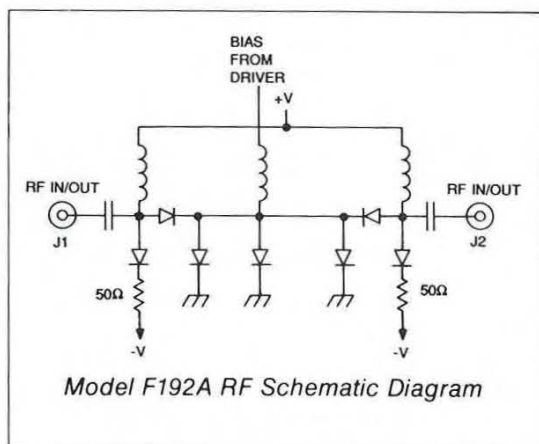 BIAS
FROM
DRIVER
+V
RF IN/OUT
RF IN/OUT
J1
J2
50Ω
50Ω
-V
-V
Model F192A RF Schematic Diagram